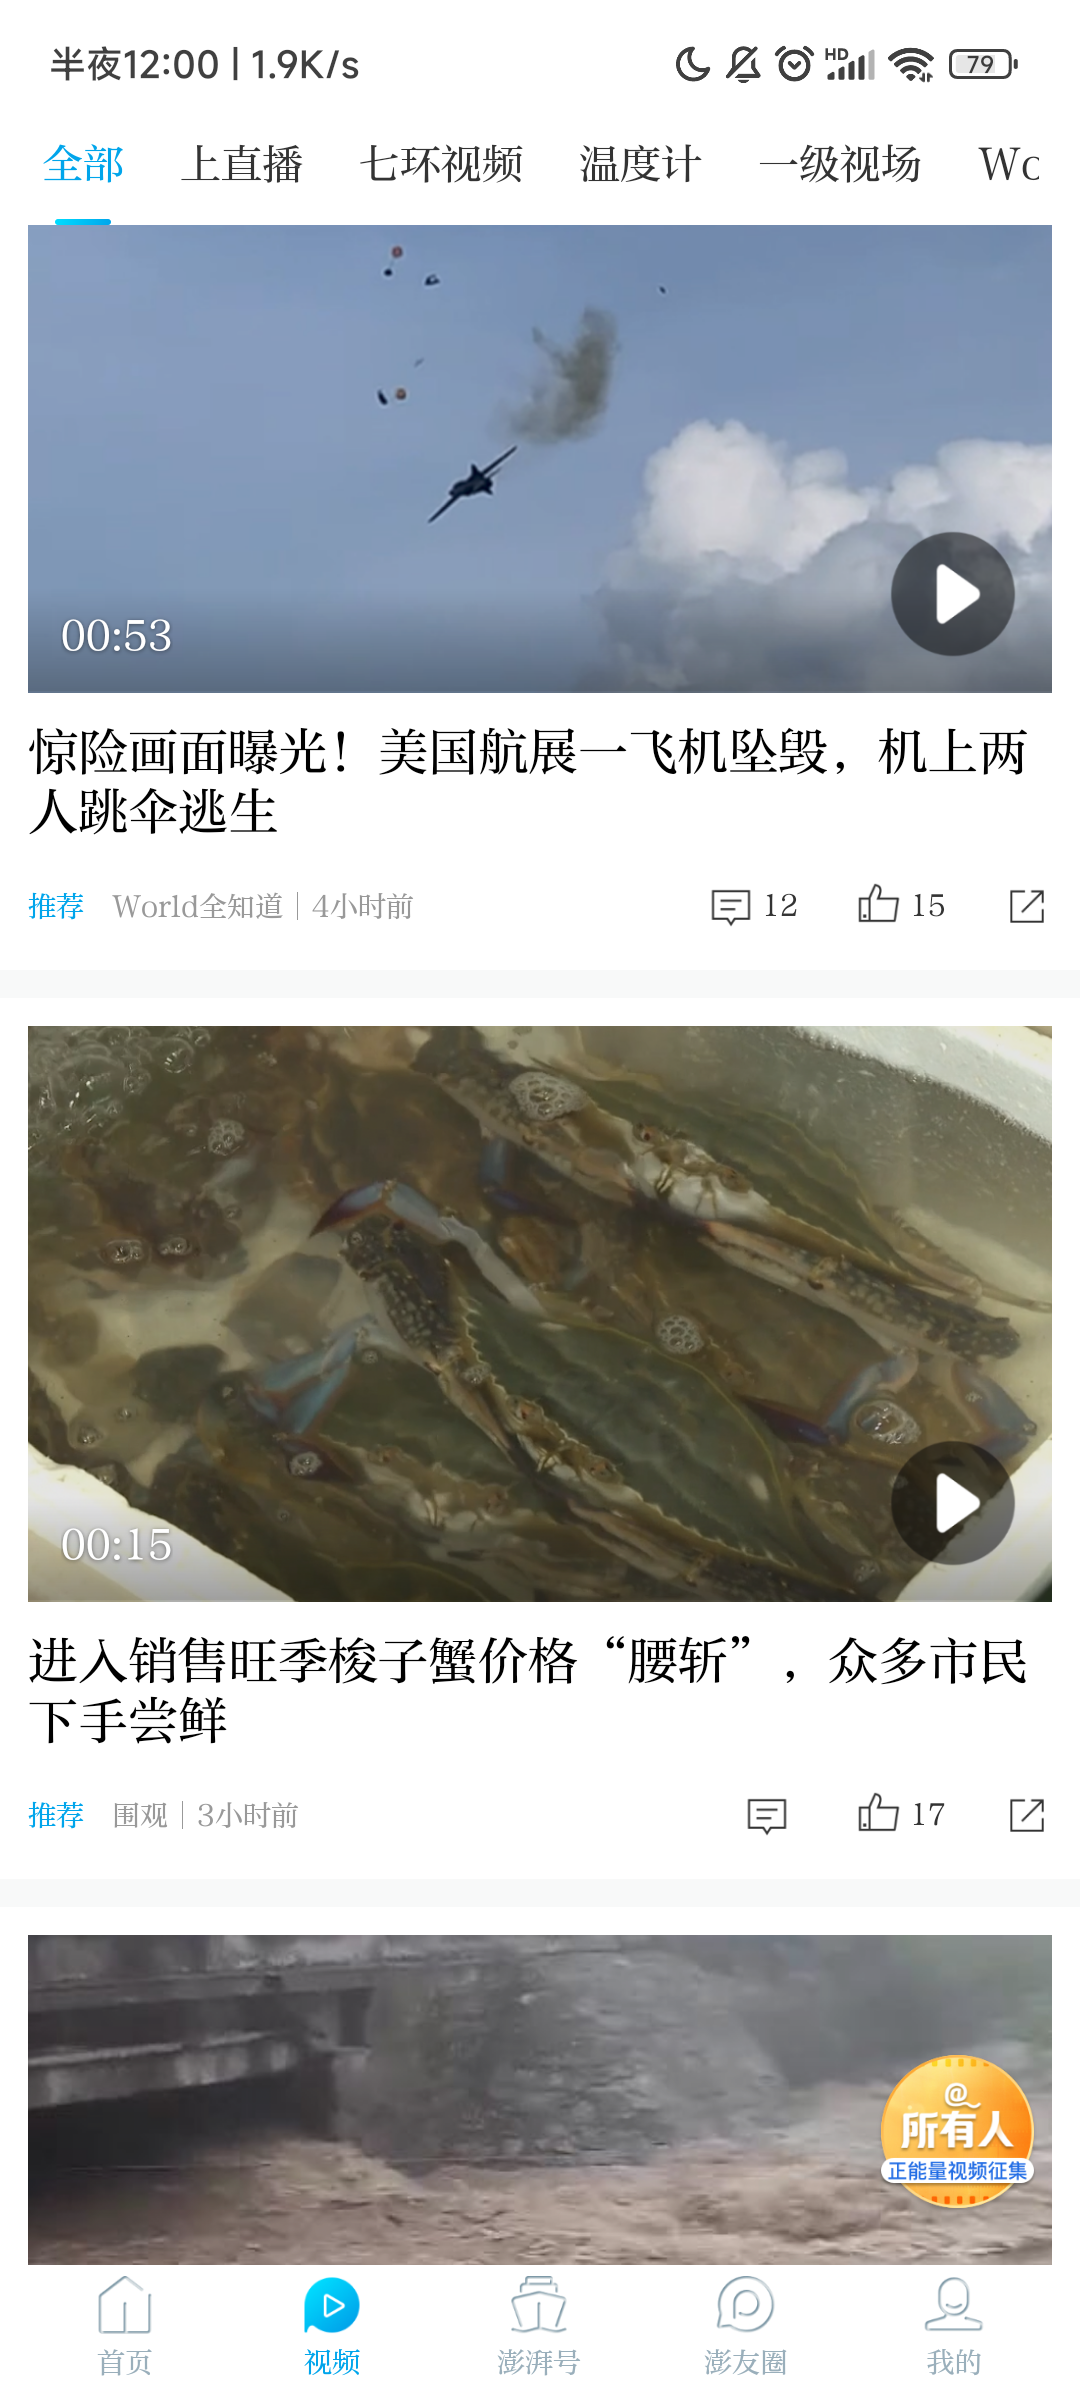 半夜12:00 | 1.9K/s HD 79
全部 上直播 七环视频 温度计 一级视场 Wo
00:53
惊险画面曝光！美国航展一飞机坠毁，机上两
人跳伞逃生
推荐 World全知道 | 4小时前 12 15
00:15
进入销售旺季梭子蟹价格“腰斩”，众多市民
下手尝鲜
推荐 围观 | 3小时前 17
@
所有人
正能量视频征集
首页 视频 澎湃号 澎友圈 我的